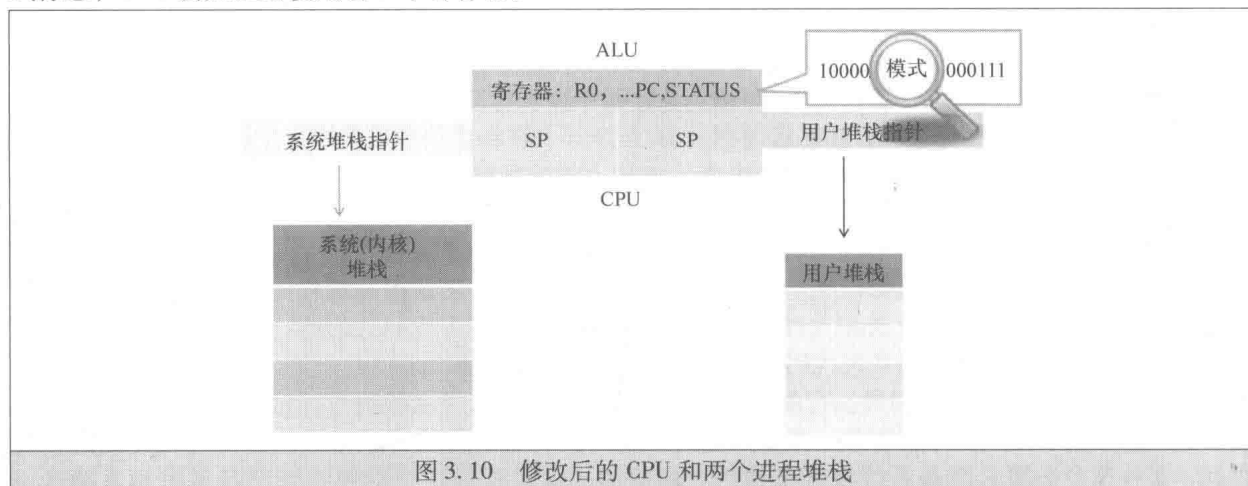 ALU
10000 模式 000111
寄存器：R0，...PC,STATUS
系统堆栈指针
SP
SP
用户堆栈指针
CPU
系统(内核)
堆栈
用户堆栈
图 3.10 修改后的 CPU 和两个进程堆栈